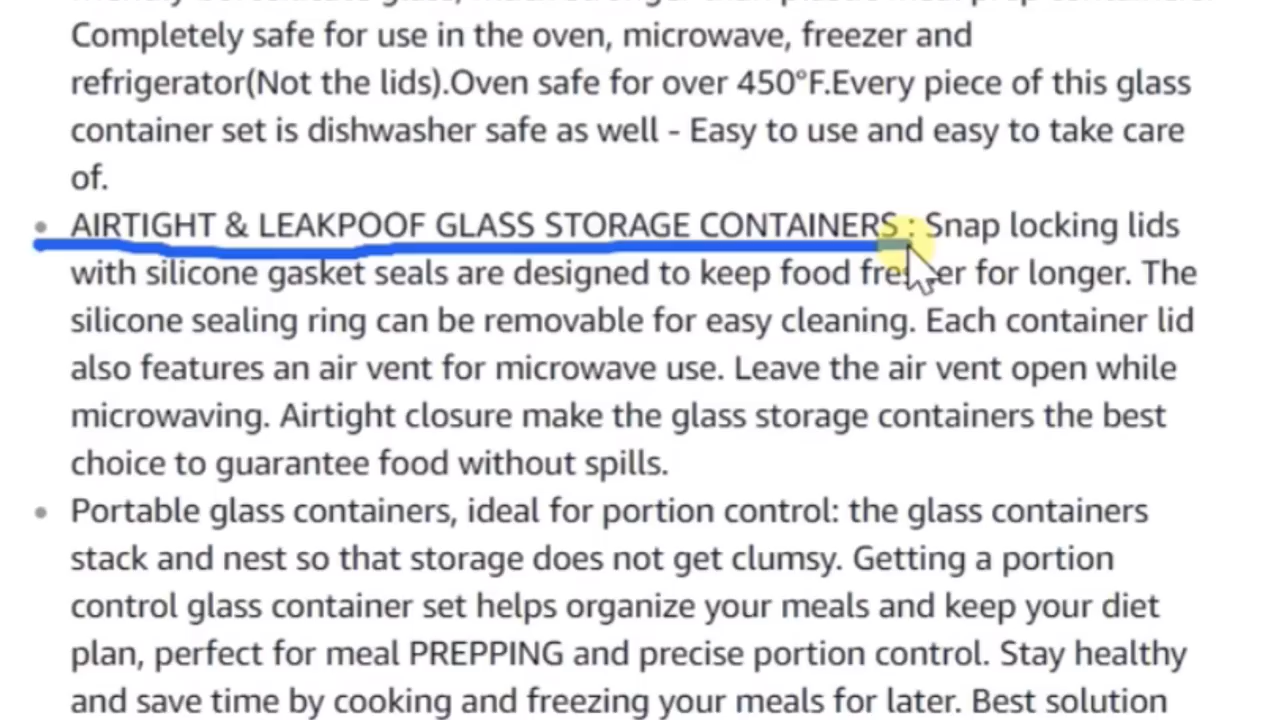 Completely safe for use in the oven, microwave, freezer and
refrigerator(Not the lids).Oven safe for over 450°F.Every piece of this glass
container set is dishwasher safe as well - Easy to use and easy to take care
of.
AIRTIGHT & LEAKPOOF GLASS STORAGE CONTAINERS : Snap locking lids
with silicone gasket seals are designed to keep food fresher for longer. The
silicone sealing ring can be removable for easy cleaning. Each container lid
also features an air vent for microwave use. Leave the air vent open while
microwaving. Airtight closure make the glass storage containers the best
choice to guarantee food without spills.
Portable glass containers, ideal for portion control: the glass containers
stack and nest so that storage does not get clumsy. Getting a portion
control glass container set helps organize your meals and keep your diet
plan, perfect for meal PREPPING and precise portion control. Stay healthy
and save time by cooking and freezing your meals for later. Best solution